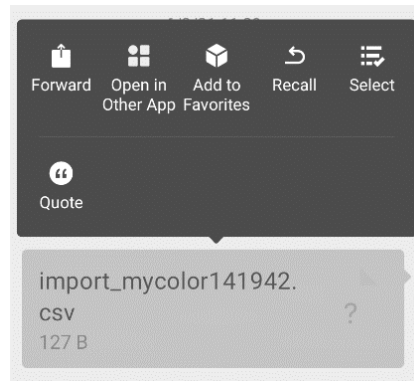 Forward Open in Add to Recall Select
Other App Favorites
Quote
import_mycolor141942.
csv
127 B
?